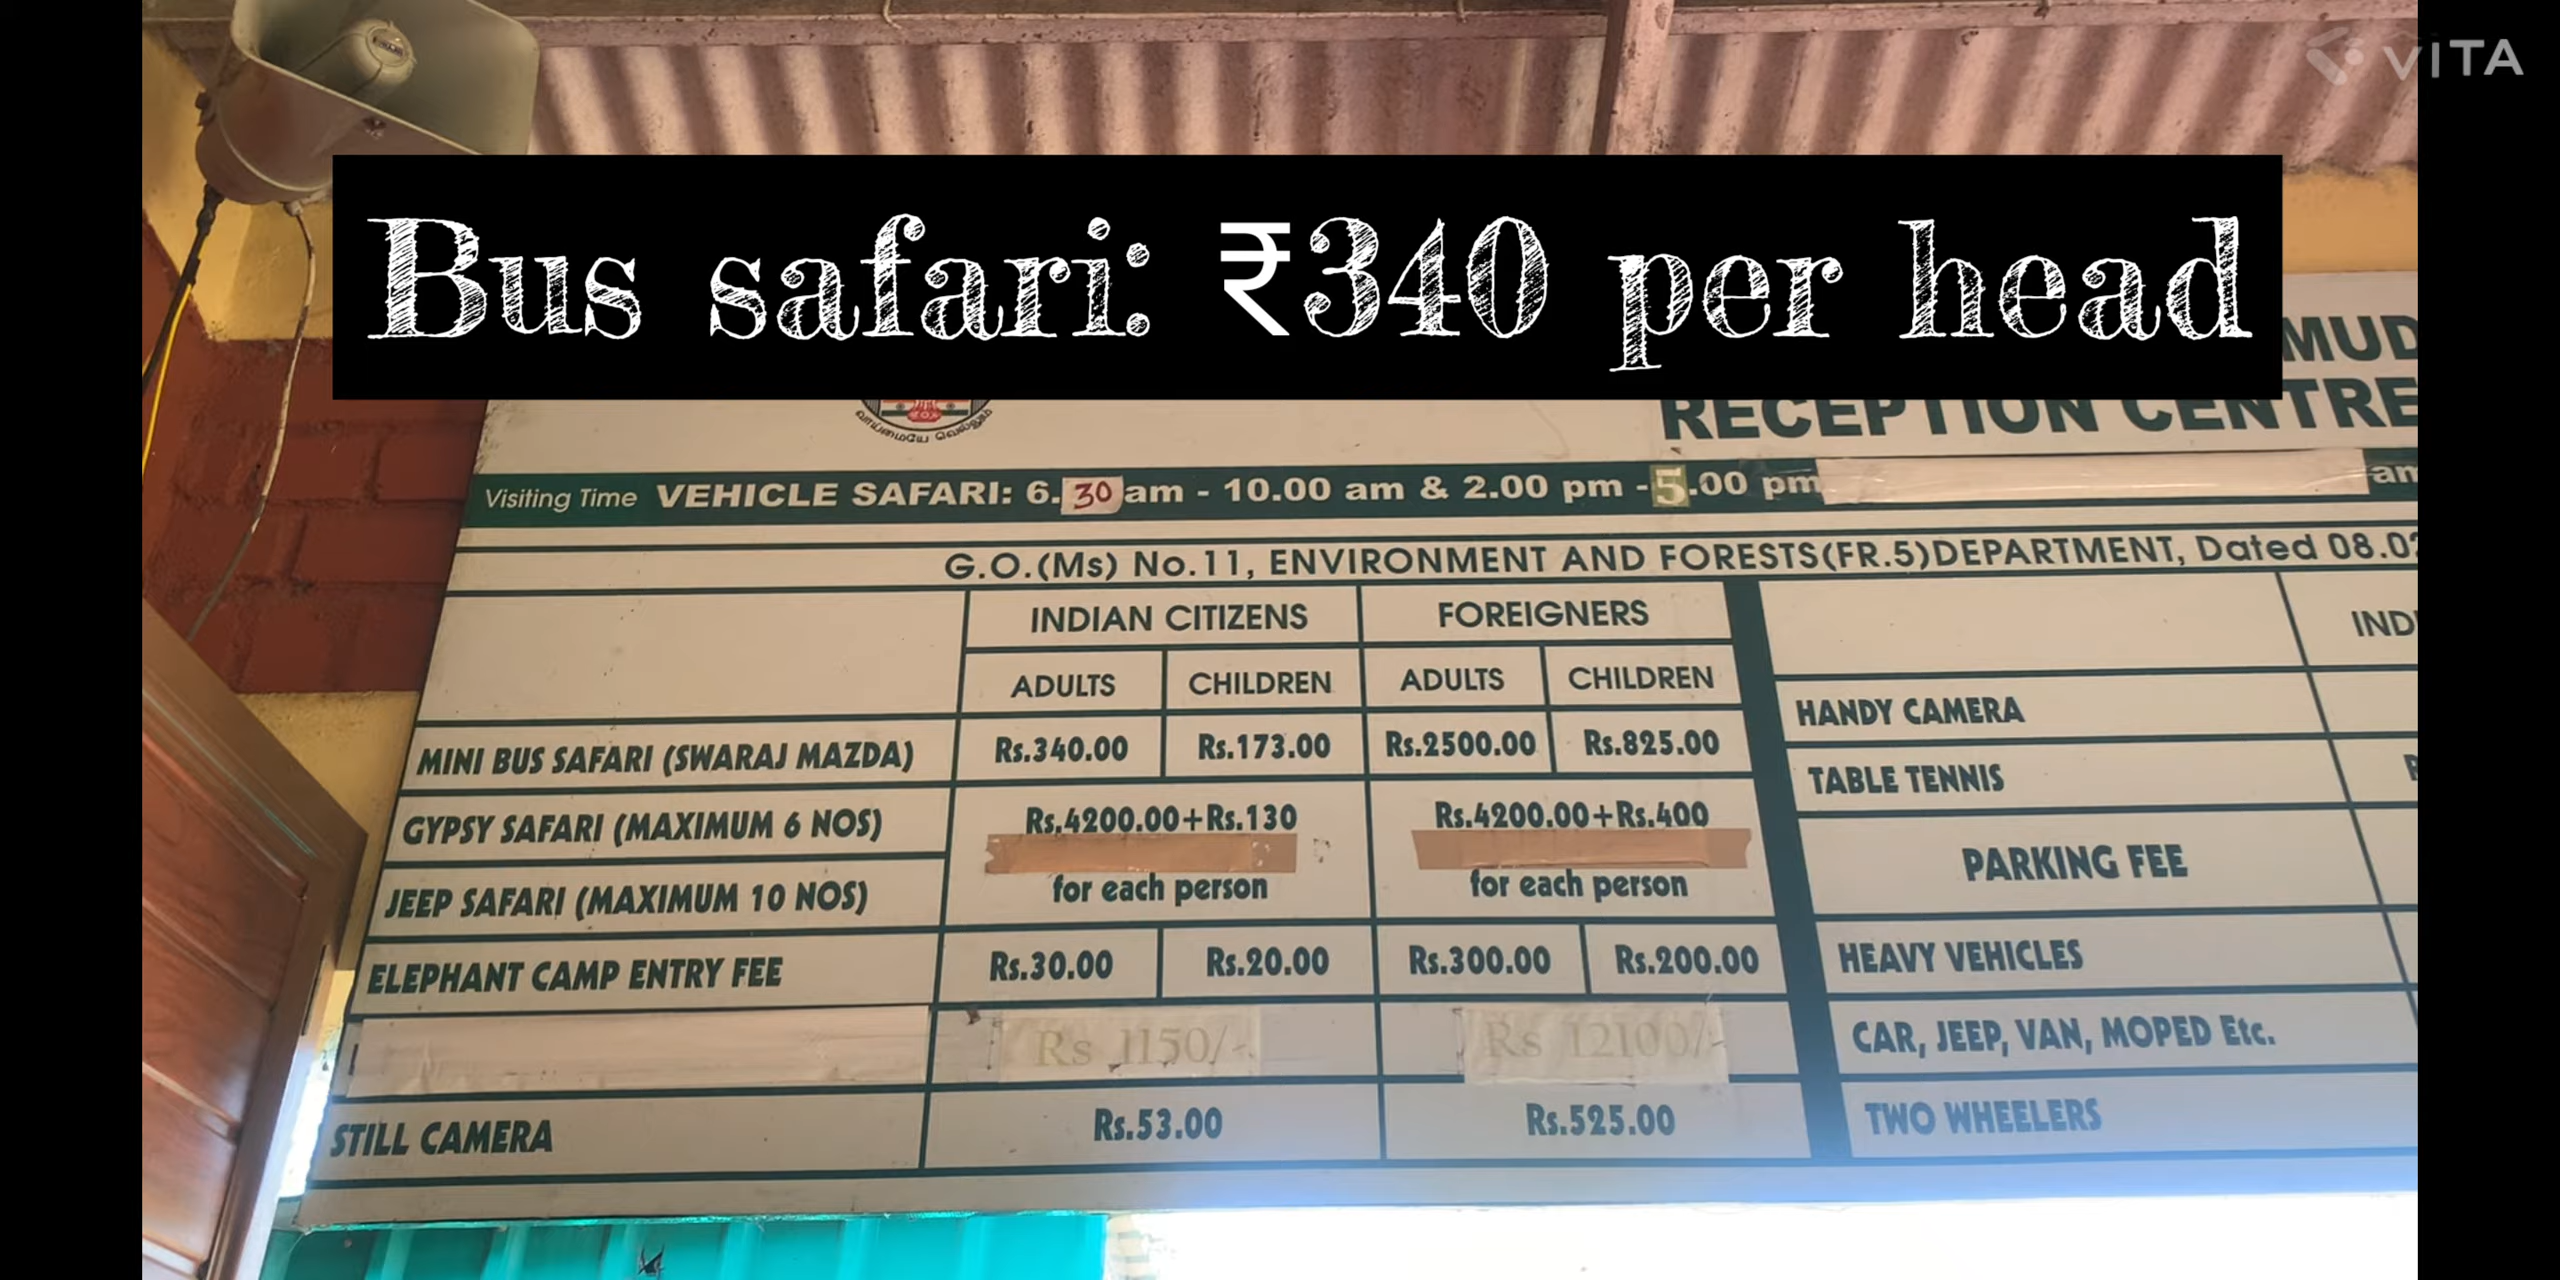 VITA
Bus safari: ₹340 per head
RECEPTION CENTRE
வாய்மையே வெல்லும்
Visiting Time VEHICLE SAFARI: 6.30am - 10.00 am & 2.00 pm -5.00 pm
G.O.(Ms) No.11, ENVIRONMENT AND FORESTS(FR.5)DEPARTMENT, Dated
INDIAN CITIZENS FOREIGNERS
ADULTS CHILDREN ADULTS CHILDREN
MINI BUS SAFARI (SWARAJ MAZDA) Rs.340.00 Rs.173.00 Rs.2500.00 Rs.825.00
GYPSY SAFARI (MAXIMUM 6 NOS) Rs.4200.00+Rs.130 Rs.4200.00+Rs.400
JEEP SAFARI (MAXIMUM 10 NOS) for each person for each person
ELEPHANT CAMP ENTRY FEE Rs.30.00 Rs.20.00 Rs.300.00 Rs.200.00
Rs 1150/- Rs 12100/-
STILL CAMERA Rs.53.00 Rs.525.00
HANDY CAMERA
TABLE TENNIS
PARKING FEE
HEAVY VEHICLES
CAR, JEEP, VAN, MOPED Etc.
TWO WHEELERS